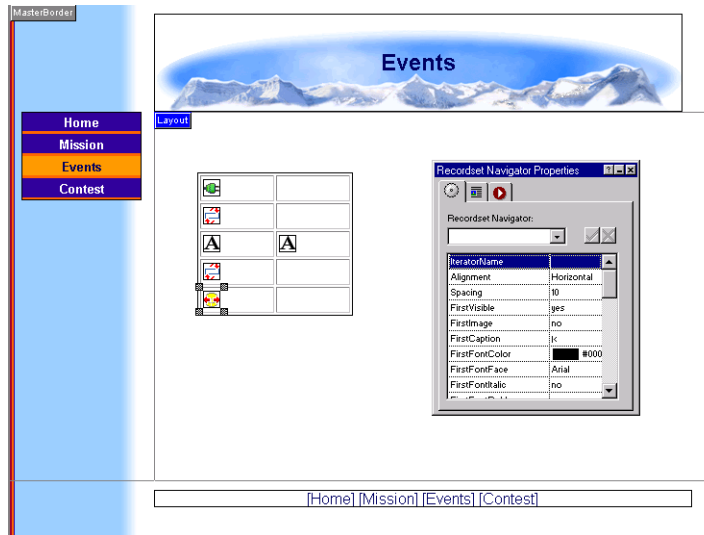 MasterBorder
Events
Home
Mission
Events
Contest
Layout
A A
Recordset Navigator Properties
Recordset Navigator:
IteratorName
Alignment Horizontal
Spacing 10
FirstVisible yes
FirstImage no
FirstCaption |<
FirstFontColor #000
FirstFontFace Arial
FirstFontItalic no
[Home] [Mission] [Events] [Contest]